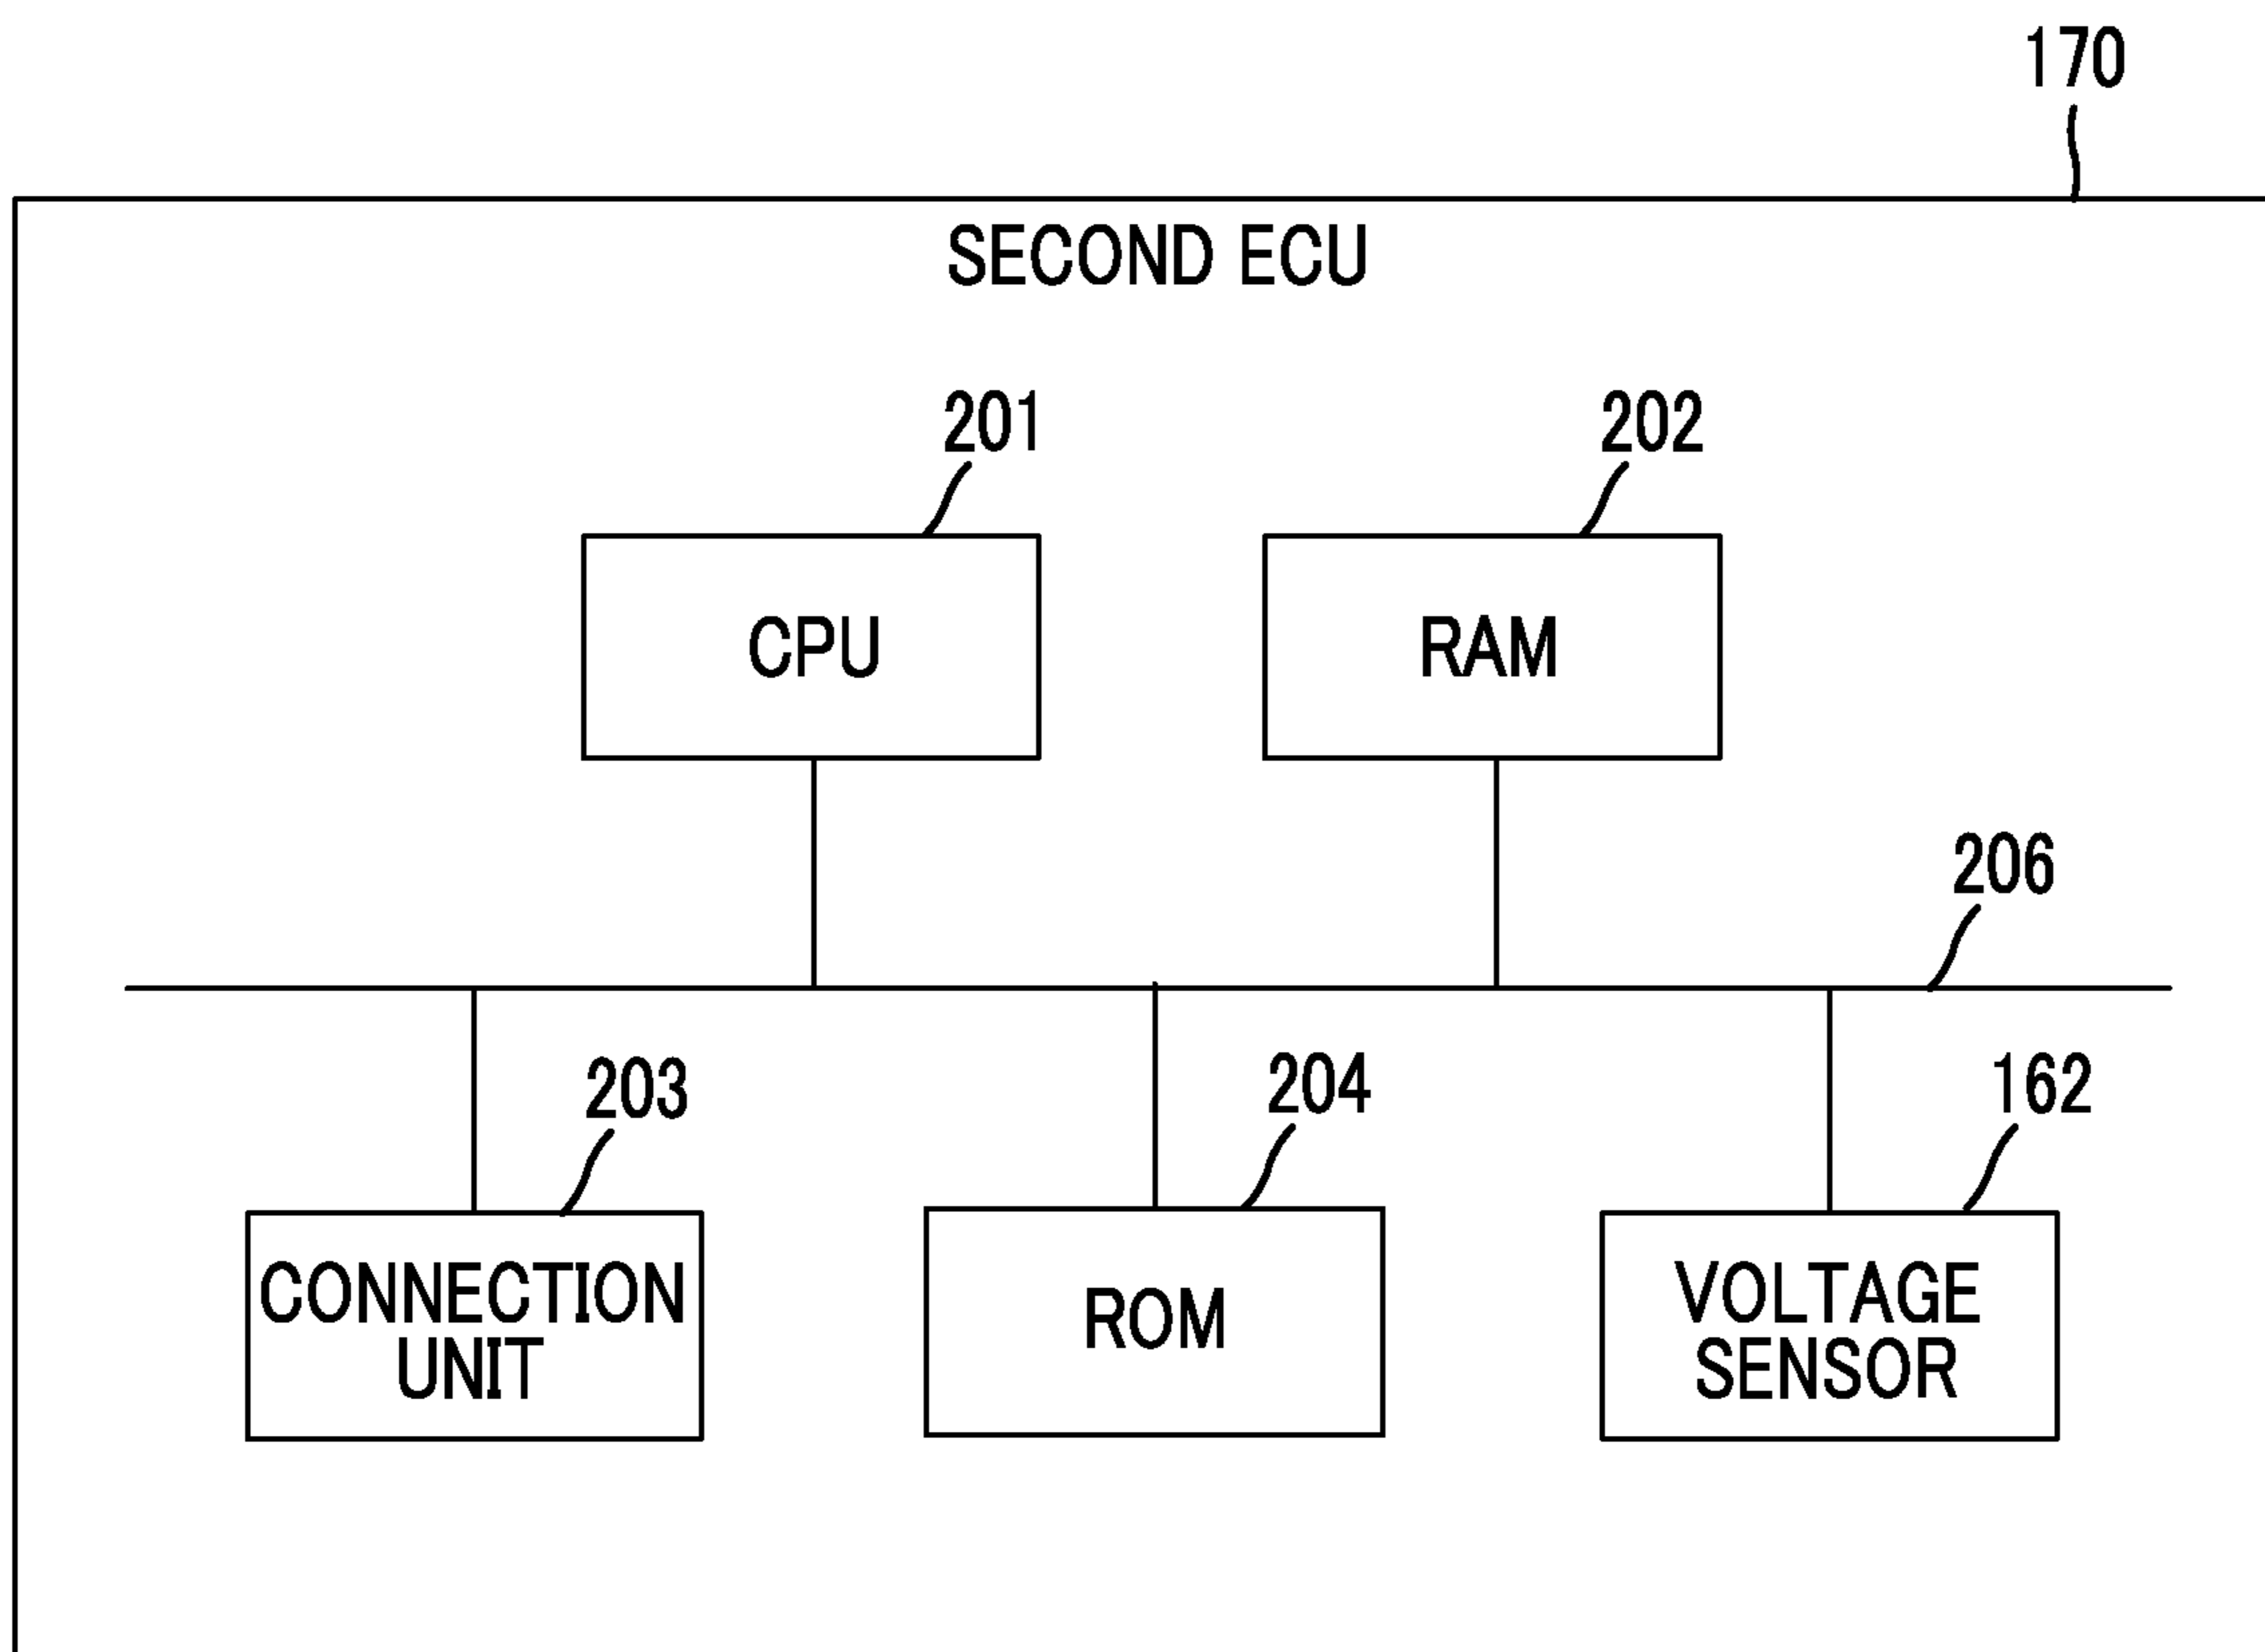 170
SECOND ECU
201
202
CPU
RAM
206
203
204
162
CONNECTION
UNIT
ROM
VOLTAGE
SENSOR